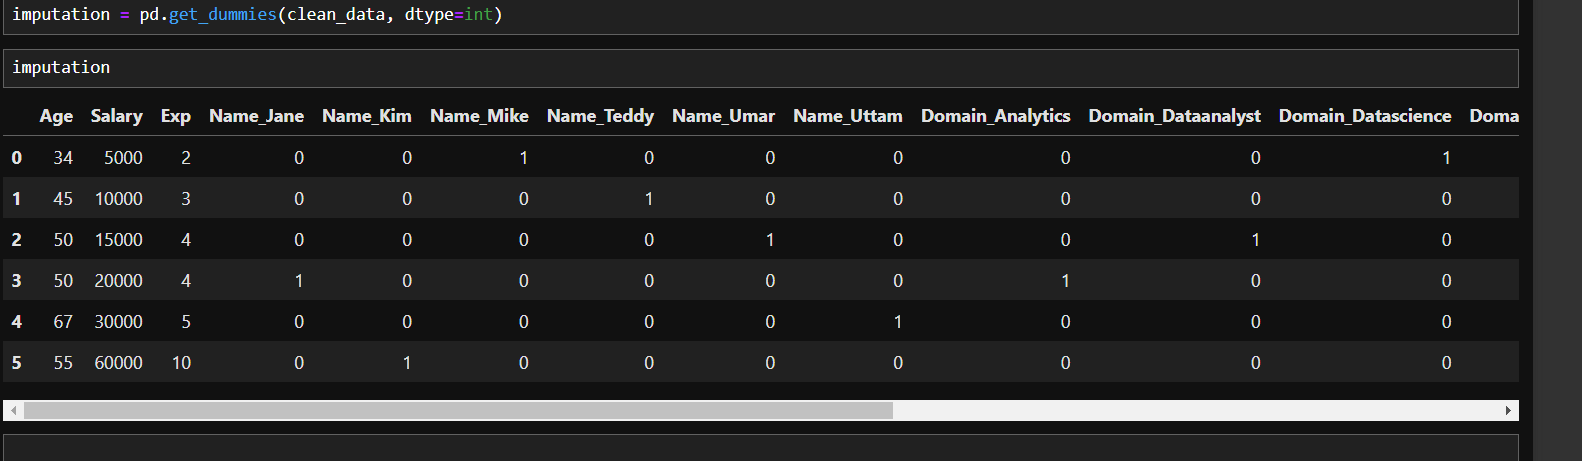 imputation = pd.get_dummies(clean_data, dtype=int)
imputation
Age Salary Exp Name_Jane Name_Kim Name_Mike Name_Teddy Name_Umar Name_Uttam Domain_Analytics Domain_Dataanalyst Domain_Datascience Doma
0 34 5000 2 0 0 1 0 0 0 0 0 1
1 45 10000 3 0 0 0 1 0 0 0 0 0
2 50 15000 4 0 0 0 0 1 0 0 1 0
3 50 20000 4 1 0 0 0 0 0 1 0 0
4 67 30000 5 0 0 0 0 0 1 0 0 0
5 55 60000 10 0 1 0 0 0 0 0 0 0